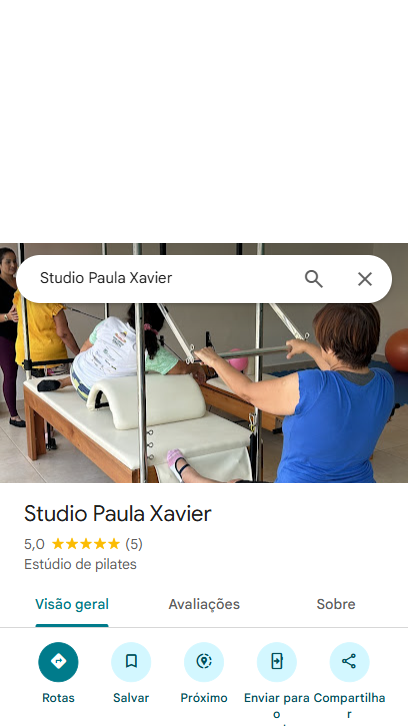 Studio Paula Xavier
Studio Paula Xavier
5,0 (5)
Estúdio de pilates
Visão geral Avaliações Sobre
Rotas Salvar Próximo Enviar para o Compartilhar